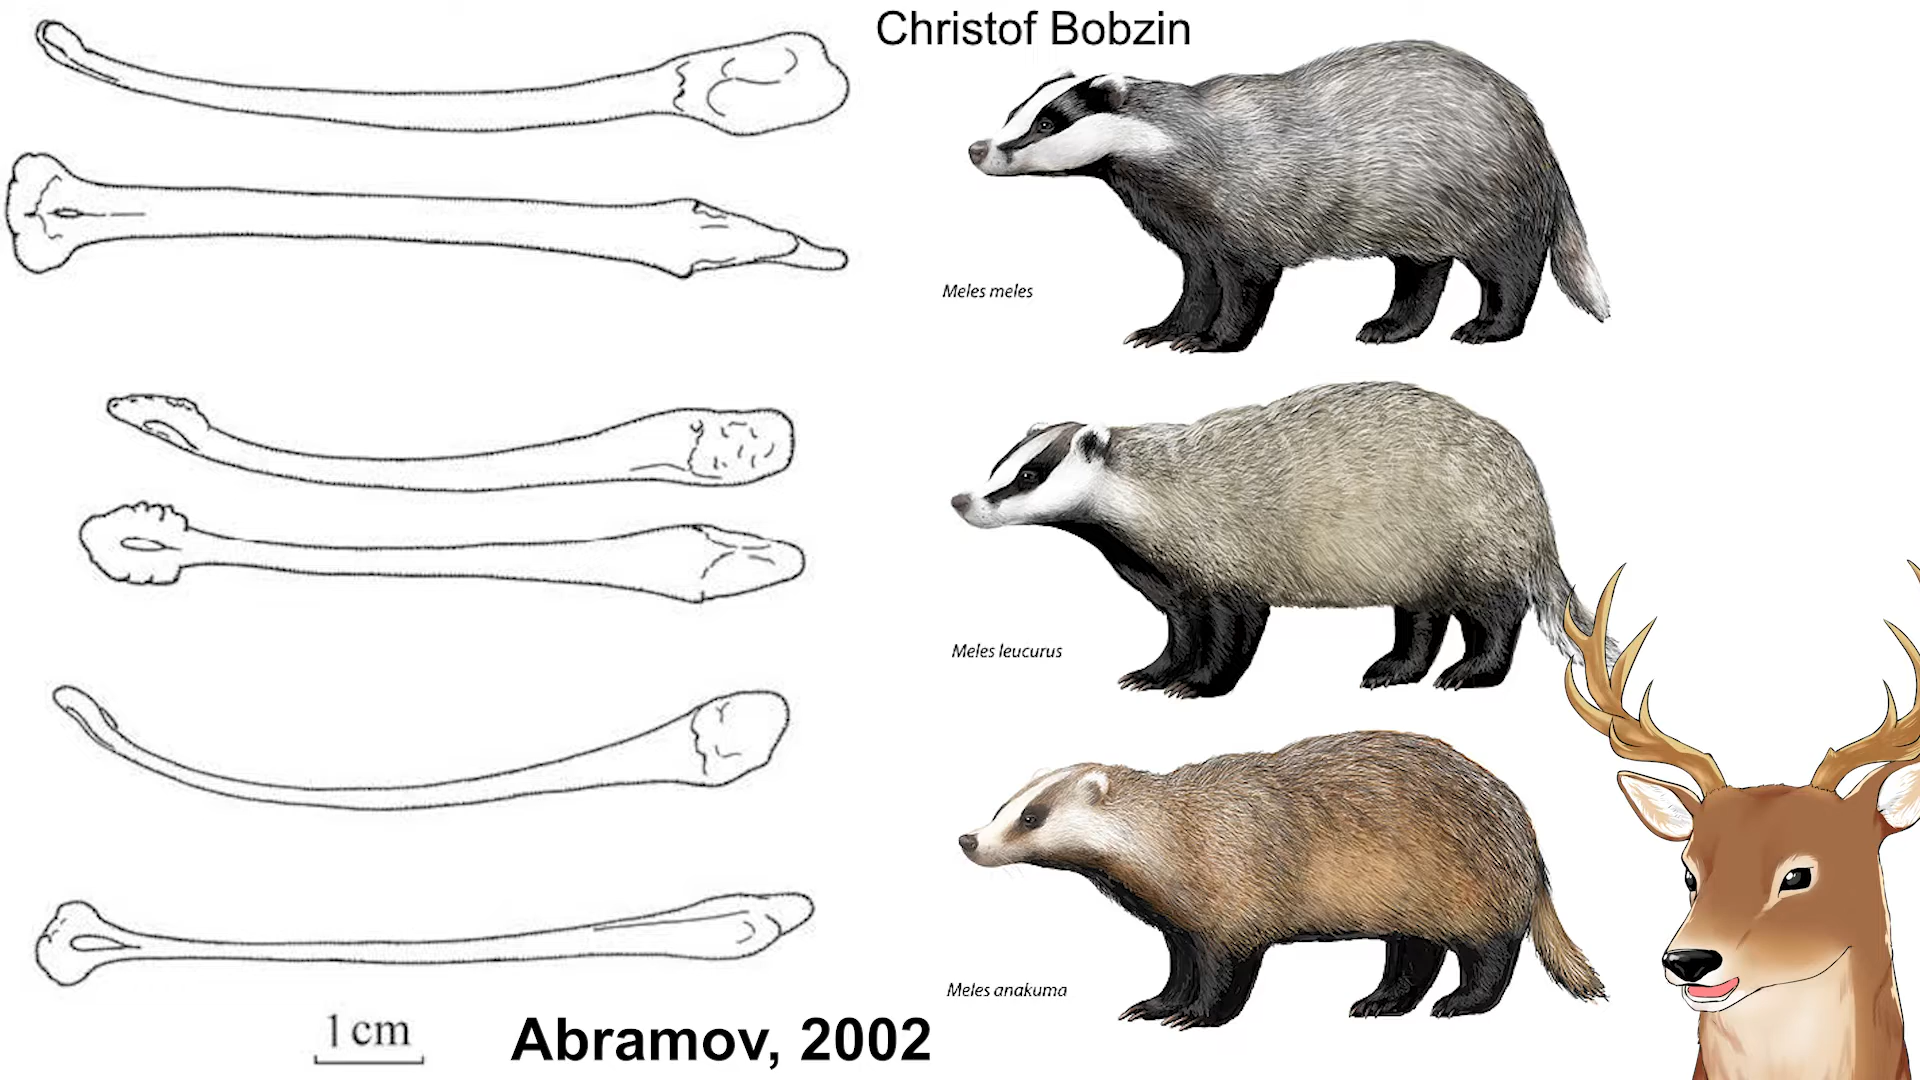 Christof Bobzin
Meles meles
Meles leucurus
Meles anakuma
1 cm
Abramov, 2002